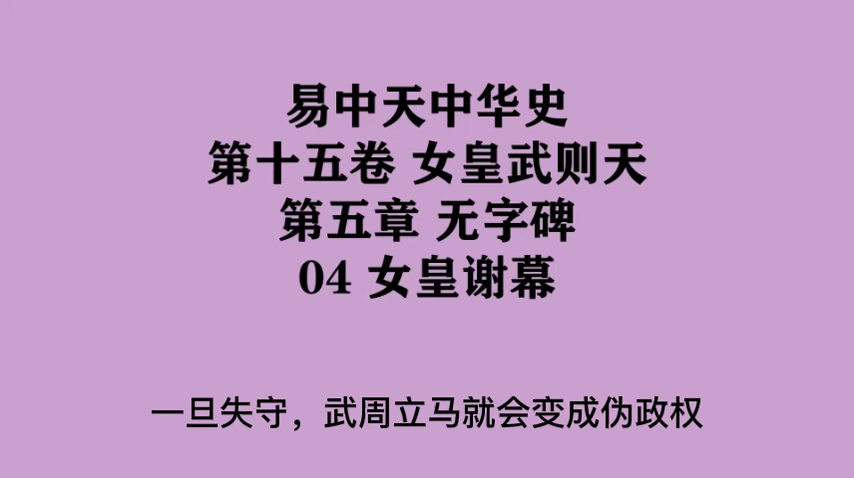 易中天中华史
第十五卷 女皇武则天
第五章 无字碑
04 女皇谢幕
一旦失守，武周立马就会变成伪政权